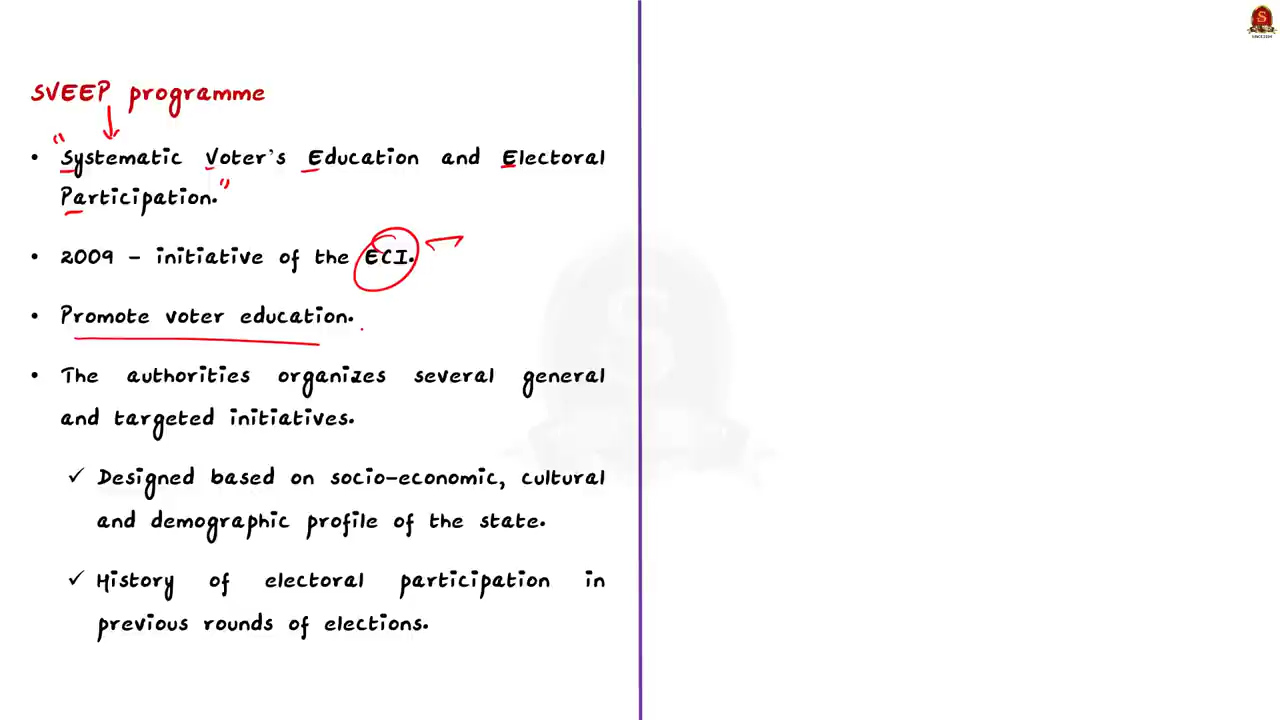 SVEEP programme
• "Systematic Voter's Education and Electoral
Participation."
• 2009 - initiative of the ECI.
• Promote voter education.
• The authorities organizes several general
and targeted initiatives.
✓ Designed based on socio-economic, cultural
and demographic profile of the state.
✓ History of electoral participation in
previous rounds of elections.